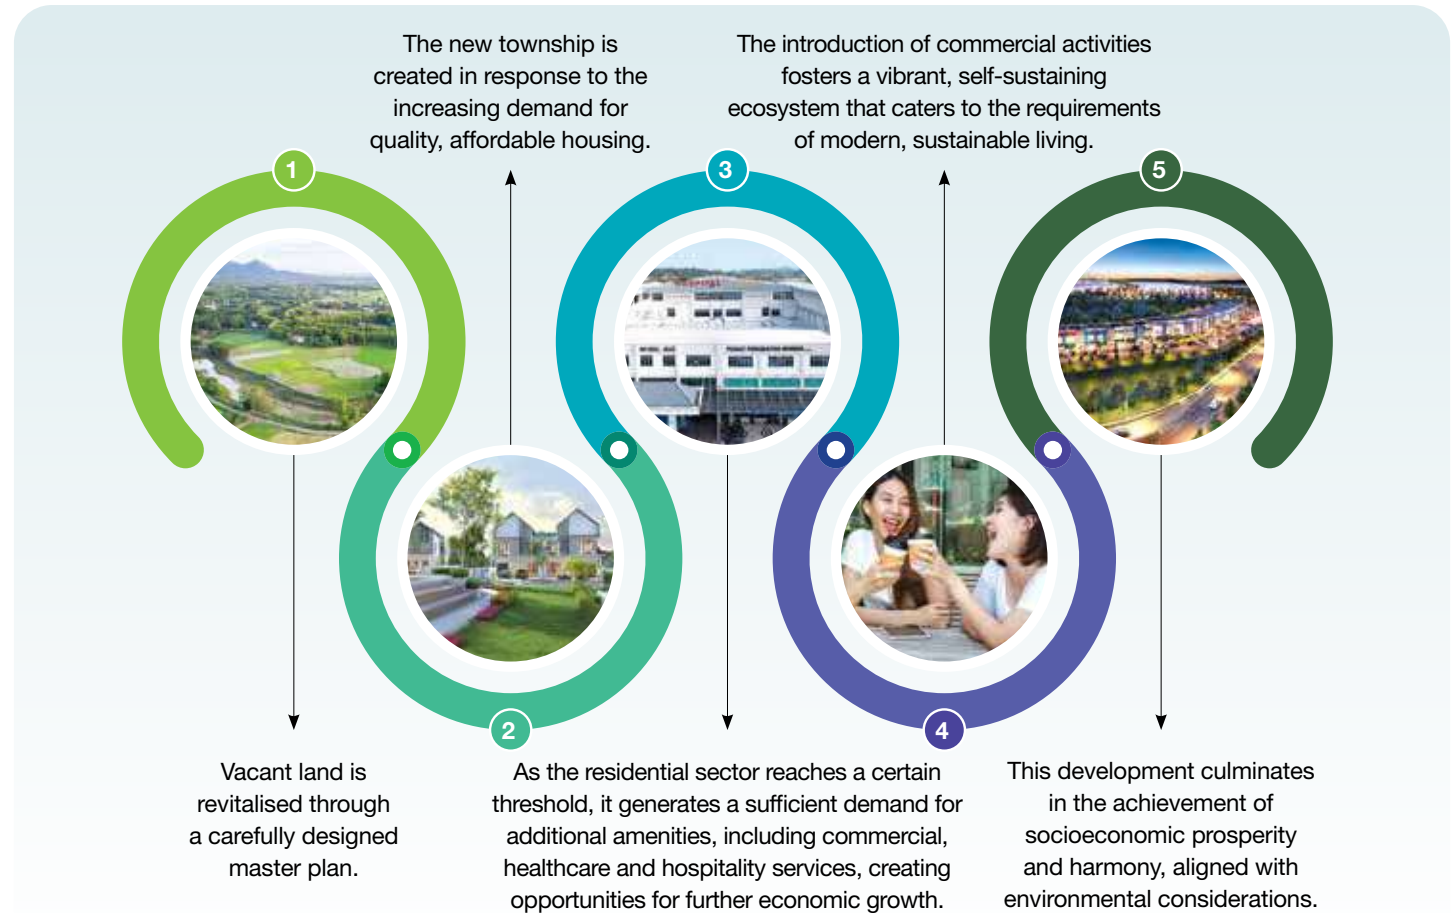 1
Vacant land is
revitalised through
a carefully designed
master plan.
2
The new township is
created in response to the
increasing demand for
quality, affordable housing.
3
As the residential sector reaches a certain
threshold, it generates a sufficient demand for
additional amenities, including commercial,
healthcare and hospitality services, creating
opportunities for further economic growth.
4
The introduction of commercial activities
fosters a vibrant, self-sustaining
ecosystem that caters to the requirements
of modern, sustainable living.
5
This development culminates
in the achievement of
socioeconomic prosperity
and harmony, aligned with
environmental considerations.